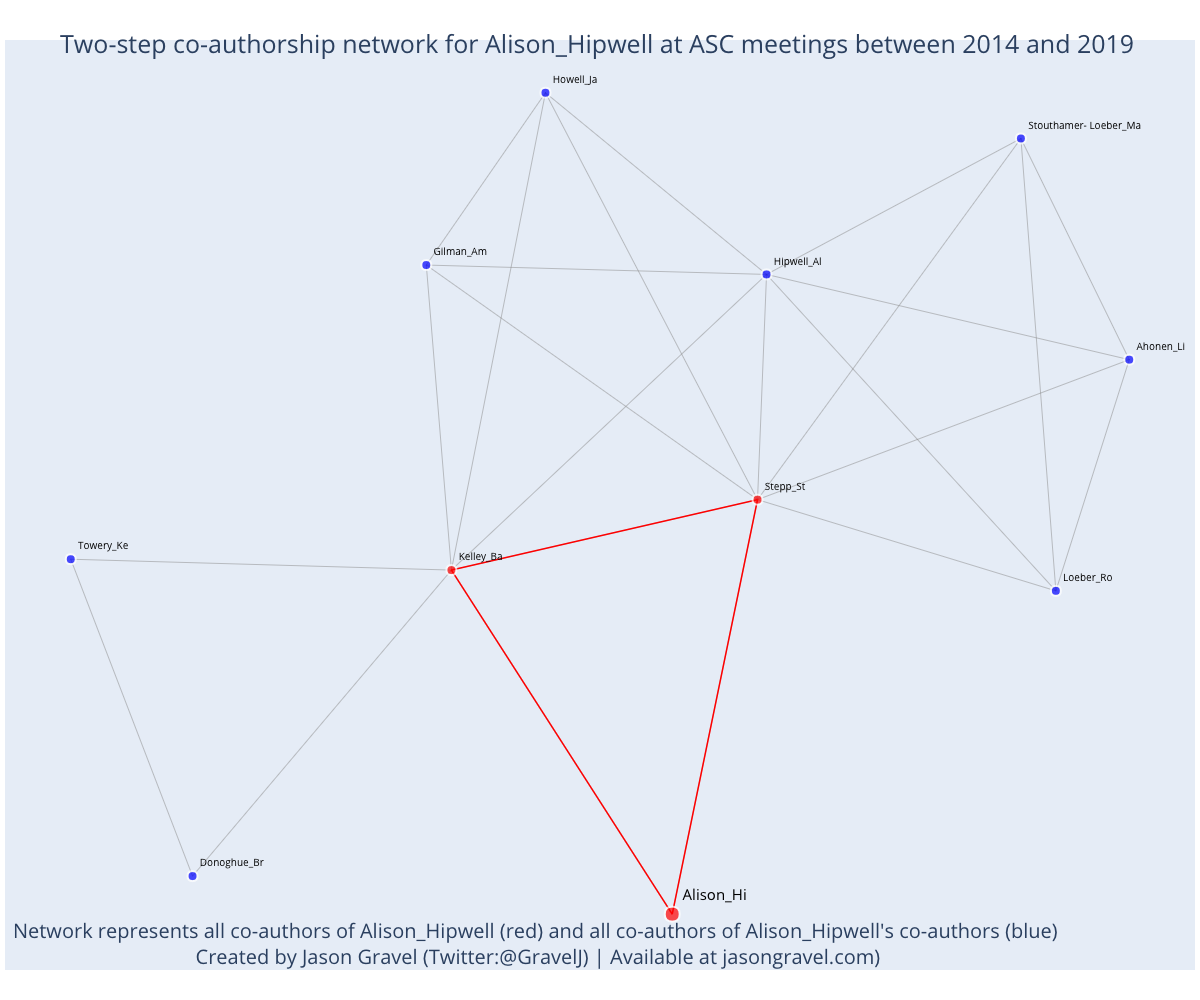 Two-step co-authorship network for Alison_Hipwell at ASC meetings between 2014 and 2019
Howell_Ja
Stouthamer- Loeber_Ma
Gilman_Am
Hipwell_Al
Ahonen_Li
Stepp_St
Towery_Ke
Kelley_Ba
Loeber_Ro
Donoghue_Br
Alison_Hi
Network represents all co-authors of Alison_Hipwell (red) and all co-authors of Alison_Hipwell's co-authors (blue)
Created by Jason Gravel (Twitter:@GravelJ) | Available at jasongravel.com)